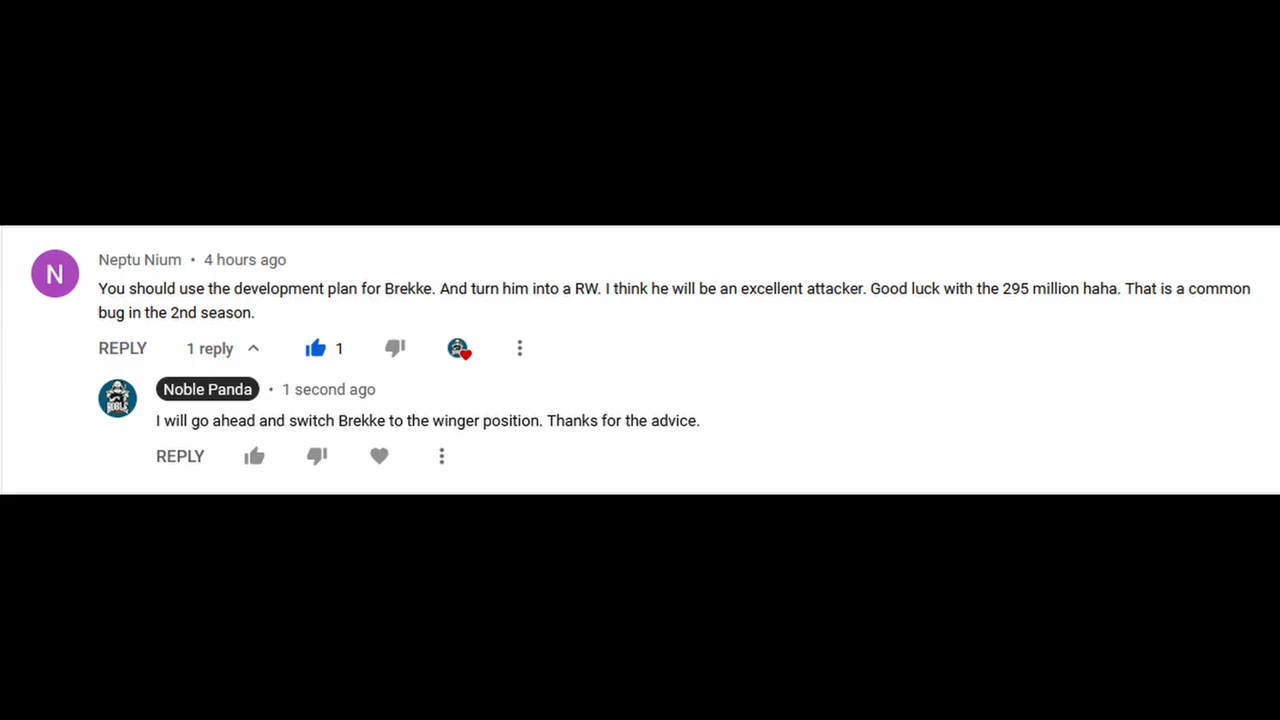 N
Neptu Nium • 4 hours ago
You should use the development plan for Brekke. And turn him into a RW. I think he will be an excellent attacker. Good luck with the 295 million haha. That is a common
bug in the 2nd season.
REPLY 1 reply 1
NOBLE
Noble Panda • 1 second ago
I will go ahead and switch Brekke to the winger position. Thanks for the advice.
REPLY